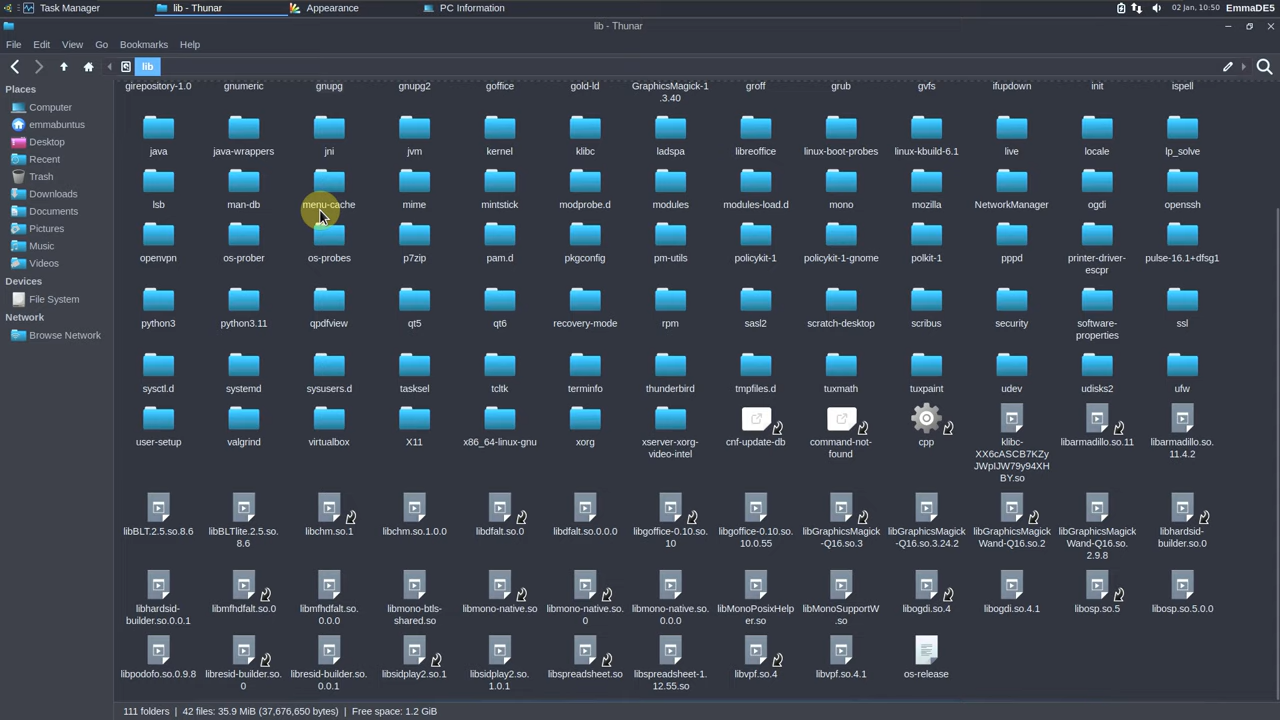 Task Manager
lib - Thunar
Appearance
PC Information
02 Jan, 10:50
EmmaDE5
lib - Thunar
File
Edit
View
Go
Bookmarks
Help
lib
Places
Computer
emmabuntus
Desktop
Recent
Trash
Downloads
Documents
Pictures
Music
Videos
Devices
File System
Network
Browse Network
girepository-1.0
gnumeric
gnupg
gnupg2
goffice
gold-ld
GraphicsMagick-1
.3.40
groff
grub
gvfs
ifupdown
init
ispell
java
java-wrappers
jni
jvm
kernel
klibc
ladspa
libreoffice
linux-boot-probes
linux-kbuild-6.1
live
locale
lp_solve
lsb
man-db
menu-cache
mime
mintstick
modprobe.d
modules
modules-load.d
mono
mozilla
NetworkManager
ogdi
openssh
openvpn
os-prober
os-probes
p7zip
pam.d
pkgconfig
pm-utils
policykit-1
policykit-1-gnome
polkit-1
pppd
printer-driver-
escpr
pulse-16.1+dfsg1
python3
python3.11
qpdfview
qt5
qt6
recovery-mode
rpm
sasl2
scratch-desktop
scribus
security
software-
properties
ssl
sysctl.d
systemd
sysusers.d
tasksel
tcltk
terminfo
thunderbird
tmpfiles.d
tuxmath
tuxpaint
udev
udisks2
ufw
user-setup
valgrind
virtualbox
X11
x86_64-linux-gnu
xorg
xserver-xorg-
video-intel
cnf-update-db
command-not-
found
cpp
klibc-
XX6cASCB7KZy
JWpIJW79y94XH
BY.so
libarmadillo.so.11
libarmadillo.so.
11.4.2
libBLT.2.5.so.8.6
libBLTlite.2.5.so.
8.6
libchm.so.1
libchm.so.1.0.0
libdfalt.so.0
libdfalt.so.0.0.0
libgoffice-0.10.so.
10
libgoffice-0.10.so.
10.0.55
libGraphicsMagick
-Q16.so.3
libGraphicsMagick
-Q16.so.3.24.2
libGraphicsMagick
Wand-Q16.so.2
libGraphicsMagick
Wand-Q16.so.
2.9.8
libhardsid-
builder.so.0
libhardsid-
builder.so.0.0.1
libmfhdfalt.so.0
libmfhdfalt.so.
0.0.0
libmono-btls-
shared.so
libmono-native.so
libmono-native.so.
0
libmono-native.so.
0.0.0
libMonoPosixHelp
er.so
libMonoSupportW
.so
libogdi.so.4
libogdi.so.4.1
libosp.so.5
libosp.so.5.0.0
libpodofo.so.0.9.8
libresid-builder.so.
0
libresid-builder.so.
0.0.1
libsidplay2.so.1
libsidplay2.so.
1.0.1
libspreadsheet.so
libspreadsheet-1.
12.55.so
libvpf.so.4
libvpf.so.4.1
os-release
111 folders | 42 files: 35.9 MiB (37,676,650 bytes) | Free space: 1.2 GiB